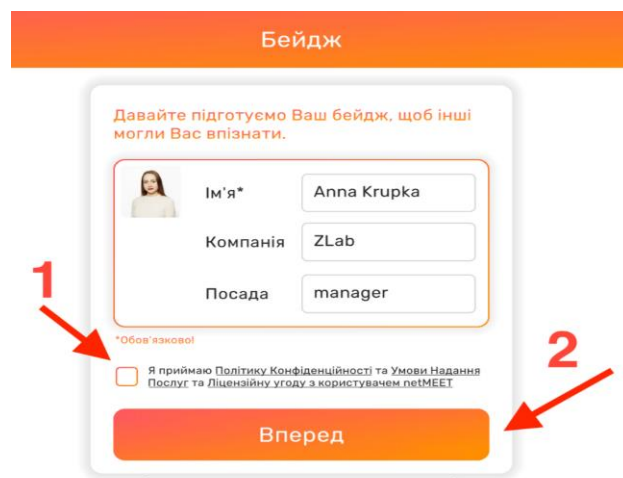 Бейдж
Давайте підготуємо Ваш бейдж, щоб інші
могли Вас впізнати.
Ім'я*
Anna Krupka
Компанія
ZLab
Посада
manager
1
*Обов'язково!
Я приймаю Політику Конфіденційності та Умови Надання
Послуг та Ліцензійну угоду з користувачем netMEET
2
Вперед